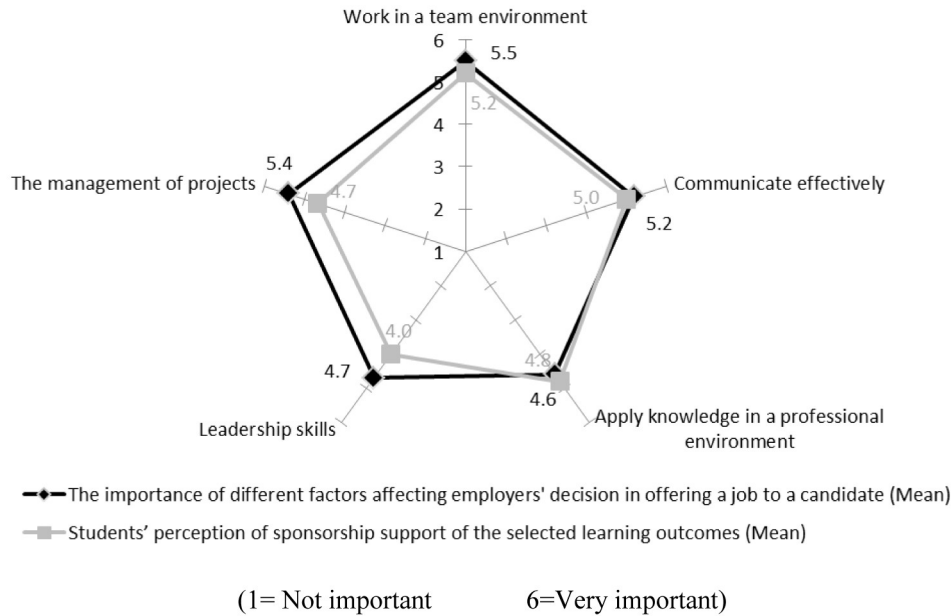 Work in a team environment
6
5.5
5
5.2
4
3
2
1
5.4
The management of projects
4.7
Communicate effectively
5.0
5.2
4.0
4.7
Leadership skills
4.8
4.6
Apply knowledge in a professional
environment
The importance of different factors affecting employers' decision in offering a job to a candidate (Mean)
Students’ perception of sponsorship support of the selected learning outcomes (Mean)
(1= Not important 6=Very important)